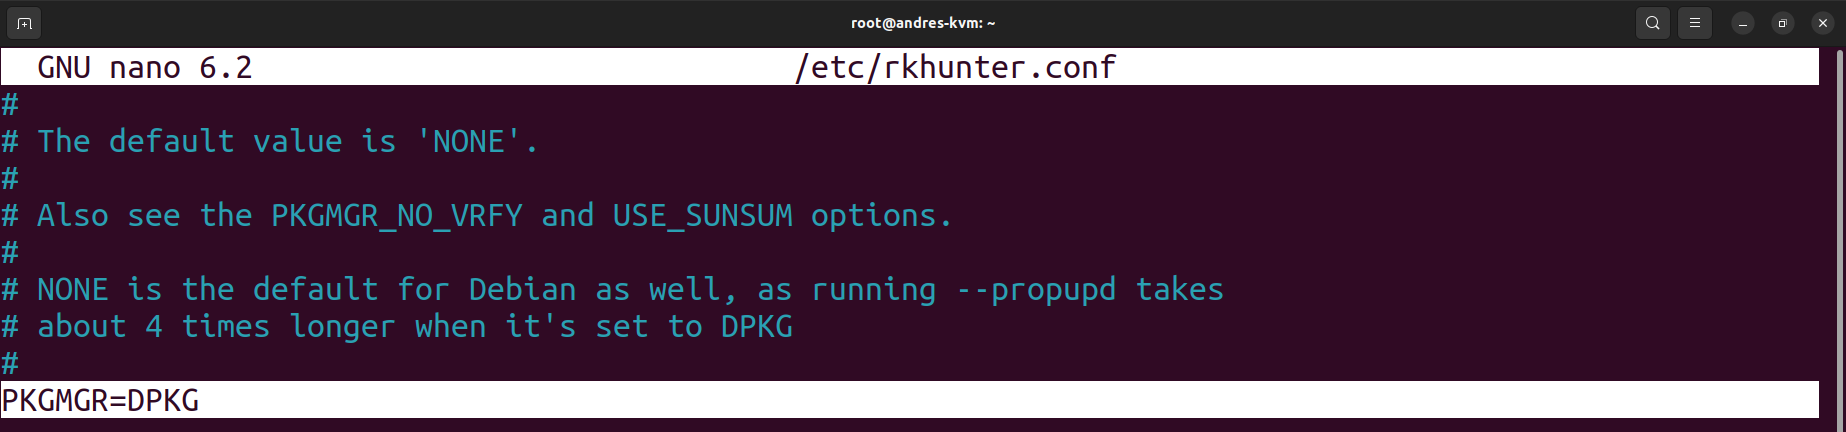 root@andres-kvm: ~
GNU nano 6.2 /etc/rkhunter.conf
#
# The default value is 'NONE'.
#
# Also see the PKGMGR_NO_VRFY and USE_SUNSUM options.
#
# NONE is the default for Debian as well, as running --propupd takes
# about 4 times longer when it's set to DPKG
#
PKGMGR=DPKG